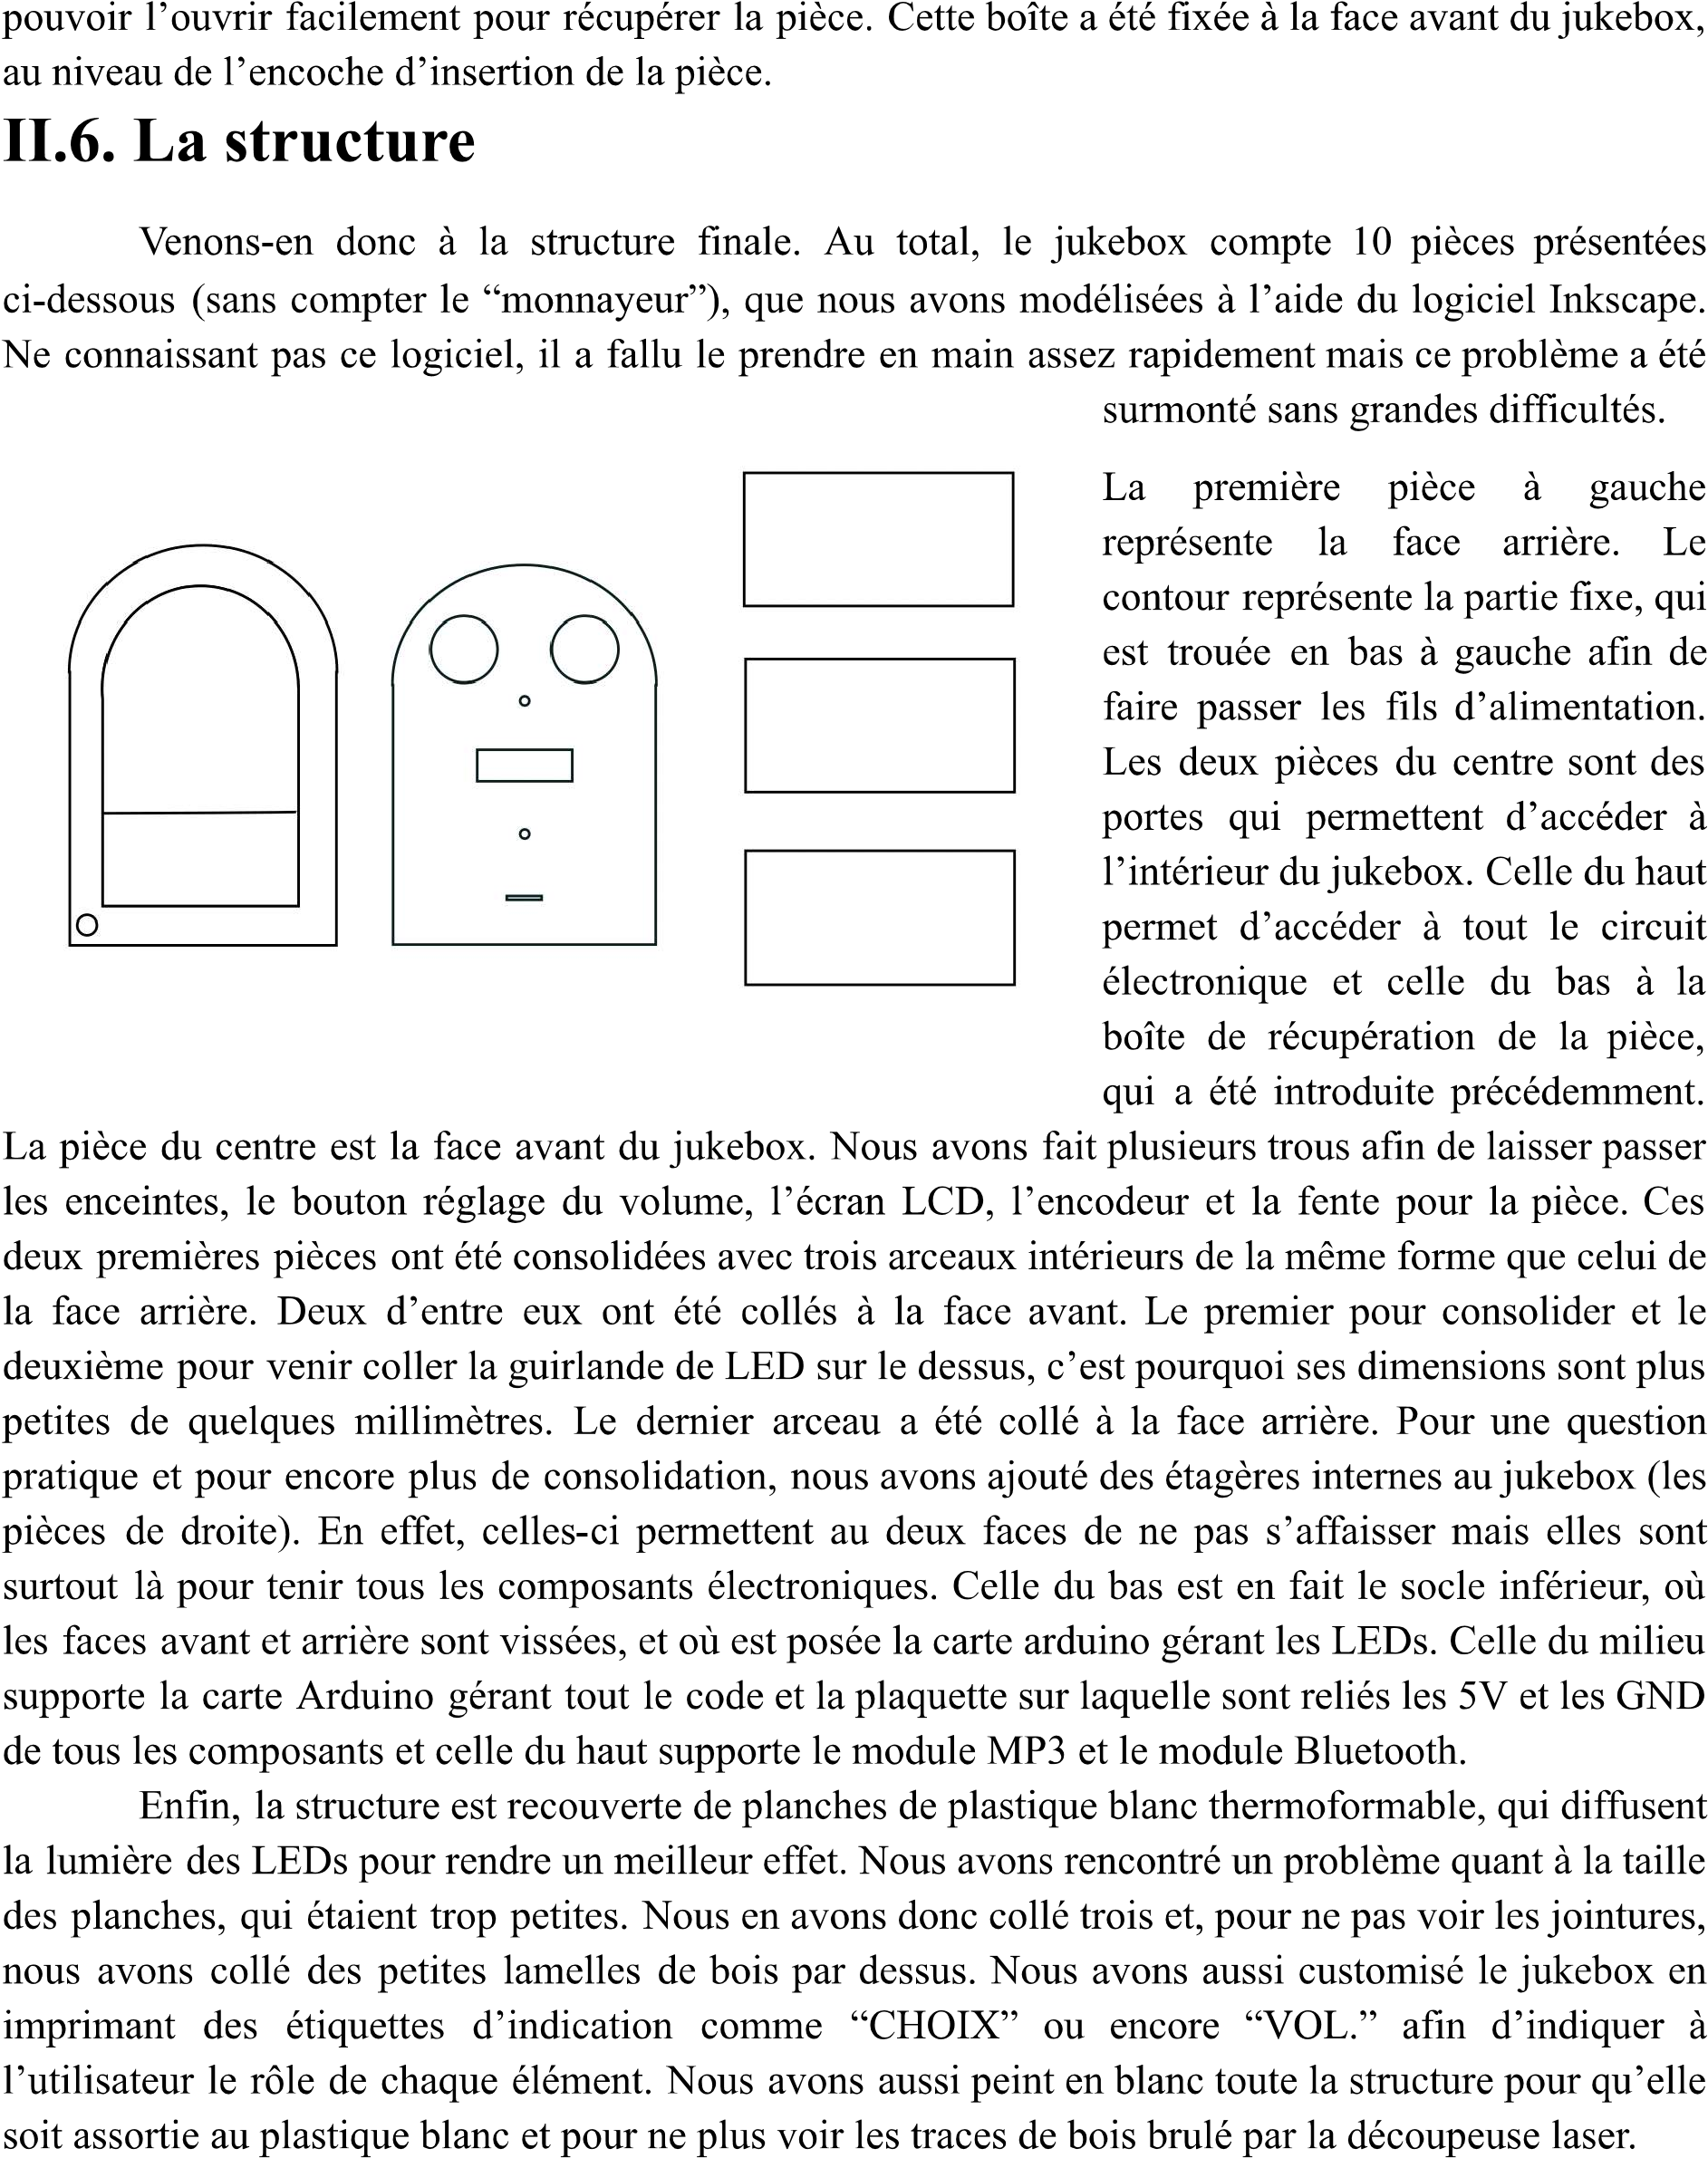 pouvoir l’ouvrir facilement pour récupérer la pièce. Cette boîte a été fixée à la face avant du jukebox,
au niveau de l’encoche d’insertion de la pièce.
II.6. La structure
Venons-en donc à la structure finale. Au total, le jukebox compte 10 pièces présentées
ci-dessous (sans compter le “monnayeur”), que nous avons modélisées à l’aide du logiciel Inkscape.
Ne connaissant pas ce logiciel, il a fallu le prendre en main assez rapidement mais ce problème a été
surmonté sans grandes difficultés.
La première pièce à gauche
représente la face arrière. Le
contour représente la partie fixe, qui
est trouée en bas à gauche afin de
faire passer les fils d’alimentation.
Les deux pièces du centre sont des
portes qui permettent d’accéder à
l’intérieur du jukebox. Celle du haut
permet d’accéder à tout le circuit
électronique et celle du bas à la
boîte de récupération de la pièce,
qui a été introduite précédemment.
La pièce du centre est la face avant du jukebox. Nous avons fait plusieurs trous afin de laisser passer
les enceintes, le bouton réglage du volume, l’écran LCD, l’encodeur et la fente pour la pièce. Ces
deux premières pièces ont été consolidées avec trois arceaux intérieurs de la même forme que celui de
la face arrière. Deux d’entre eux ont été collés à la face avant. Le premier pour consolider et le
deuxième pour venir coller la guirlande de LED sur le dessus, c’est pourquoi ses dimensions sont plus
petites de quelques millimètres. Le dernier arceau a été collé à la face arrière. Pour une question
pratique et pour encore plus de consolidation, nous avons ajouté des étagères internes au jukebox (les
pièces de droite). En effet, celles-ci permettent au deux faces de ne pas s’affaisser mais elles sont
surtout là pour tenir tous les composants électroniques. Celle du bas est en fait le socle inférieur, où
les faces avant et arrière sont vissées, et où est posée la carte arduino gérant les LEDs. Celle du milieu
supporte la carte Arduino gérant tout le code et la plaquette sur laquelle sont reliés les 5V et les GND
de tous les composants et celle du haut supporte le module MP3 et le module Bluetooth.
Enfin, la structure est recouverte de planches de plastique blanc thermoformable, qui diffusent
la lumière des LEDs pour rendre un meilleur effet. Nous avons rencontré un problème quant à la taille
des planches, qui étaient trop petites. Nous en avons donc collé trois et, pour ne pas voir les jointures,
nous avons collé des petites lamelles de bois par dessus. Nous avons aussi customisé le jukebox en
imprimant des étiquettes d’indication comme “CHOIX” ou encore “VOL.” afin d’indiquer à
l’utilisateur le rôle de chaque élément. Nous avons aussi peint en blanc toute la structure pour qu’elle
soit assortie au plastique blanc et pour ne plus voir les traces de bois brulé par la découpeuse laser.